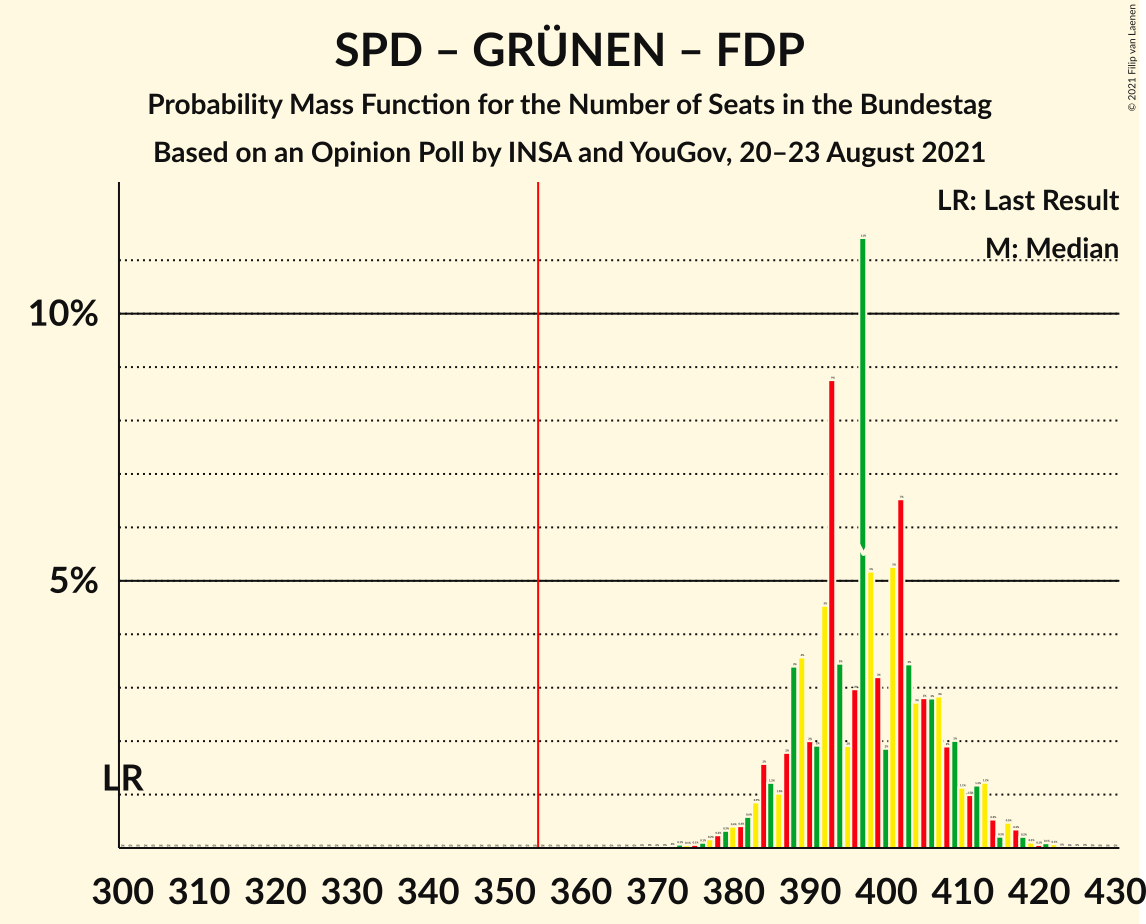 SPD – GRÜNEN – FDP
Probability Mass Function for the Number of Seats in the Bundestag
Based on an Opinion Poll by INSA and YouGov, 20–23 August 2021
© 2021 Filip van Laenen
LR: Last Result
M: Median
10%
5%
LR
300 310 320 330 340 350 360 370 380 390 400 410 420 430